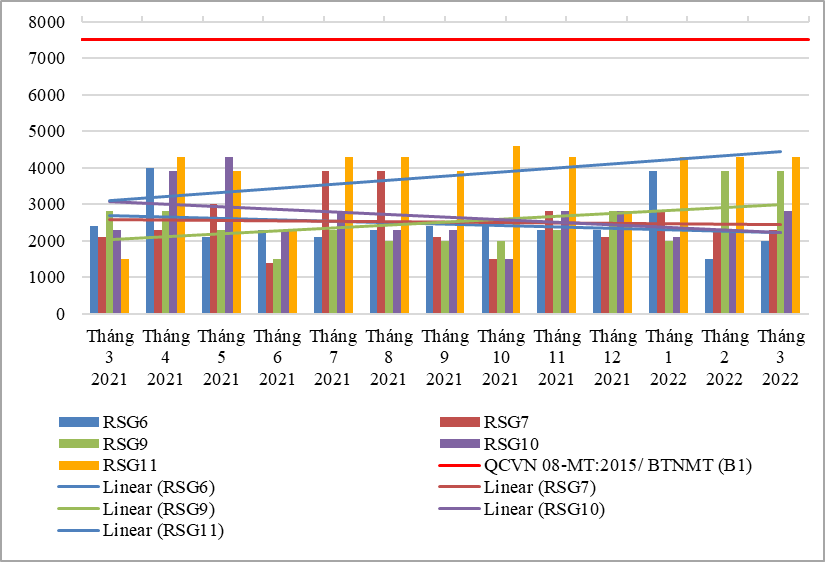 8000
7000
6000
5000
4000
3000
2000
1000
0
Tháng 3 2021
Tháng 4 2021
Tháng 5 2021
Tháng 6 2021
Tháng 7 2021
Tháng 8 2021
Tháng 9 2021
Tháng 10 2021
Tháng 11 2021
Tháng 12 2021
Tháng 1 2022
Tháng 2 2022
Tháng 3 2022
RSG6
RSG7
RSG9
RSG10
RSG11
QCVN 08-MT:2015/ BTNMT (B1)
Linear (RSG6)
Linear (RSG7)
Linear (RSG9)
Linear (RSG10)
Linear (RSG11)